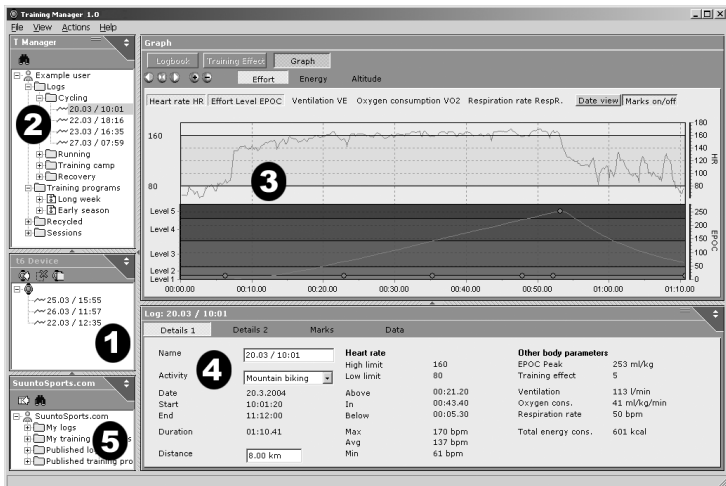 Training Manager 1.0
File View Actions Help
T Manager
Example user
Logs
Cycling
20.03 / 10:01
22.03 / 18:16
23.03 / 16:35
27.03 / 07:59
Running
Training camp
Recovery
Training programs
Long week
Early season
Recycled
Sessions
2
t6 Device
25.03 / 15:55
26.03 / 11:57
22.03 / 12:35
1
SuuntoSports.com
SuuntoSports.com
My logs
My training
Published
Published training pro
5
Graph
Logbook Training Effect Graph
Effort Energy Altitude
Heart rate HR Effort Level EPOC Ventilation VE Oxygen consumption VO2 Respiration rate RespR. Date view Marks on/off
160
80
180
160
140
120
100
80
HR
3
Level 5
Level 4
Level 3
Level 2
Level 1
250
200
150
100
50
0
EPOC
00:00.00 00:10.00 00:20.00 00:30.00 00:40.00 00:50.00 01:00.00 01:10.00
Log: 20.03 / 10:01
Details 1 Details 2 Marks Data
4
Name 20.03 / 10:01
Activity Mountain biking
Date 20.3.2004
Start 10:01:20
End 11:12:00
Duration 01:10.41
Distance 8.00 km
Heart rate
High limit 160
Low limit 80
Above 00:21.20
In 00:43.40
Below 00:05.30
Max 170 bpm
Avg 137 bpm
Min 61 bpm
Other body parameters
EPOC Peak 253 ml/kg
Training effect 5
Ventilation 113 l/min
Oxygen cons. 41 ml/kg/min
Respiration rate 50 bpm
Total energy cons. 601 kcal